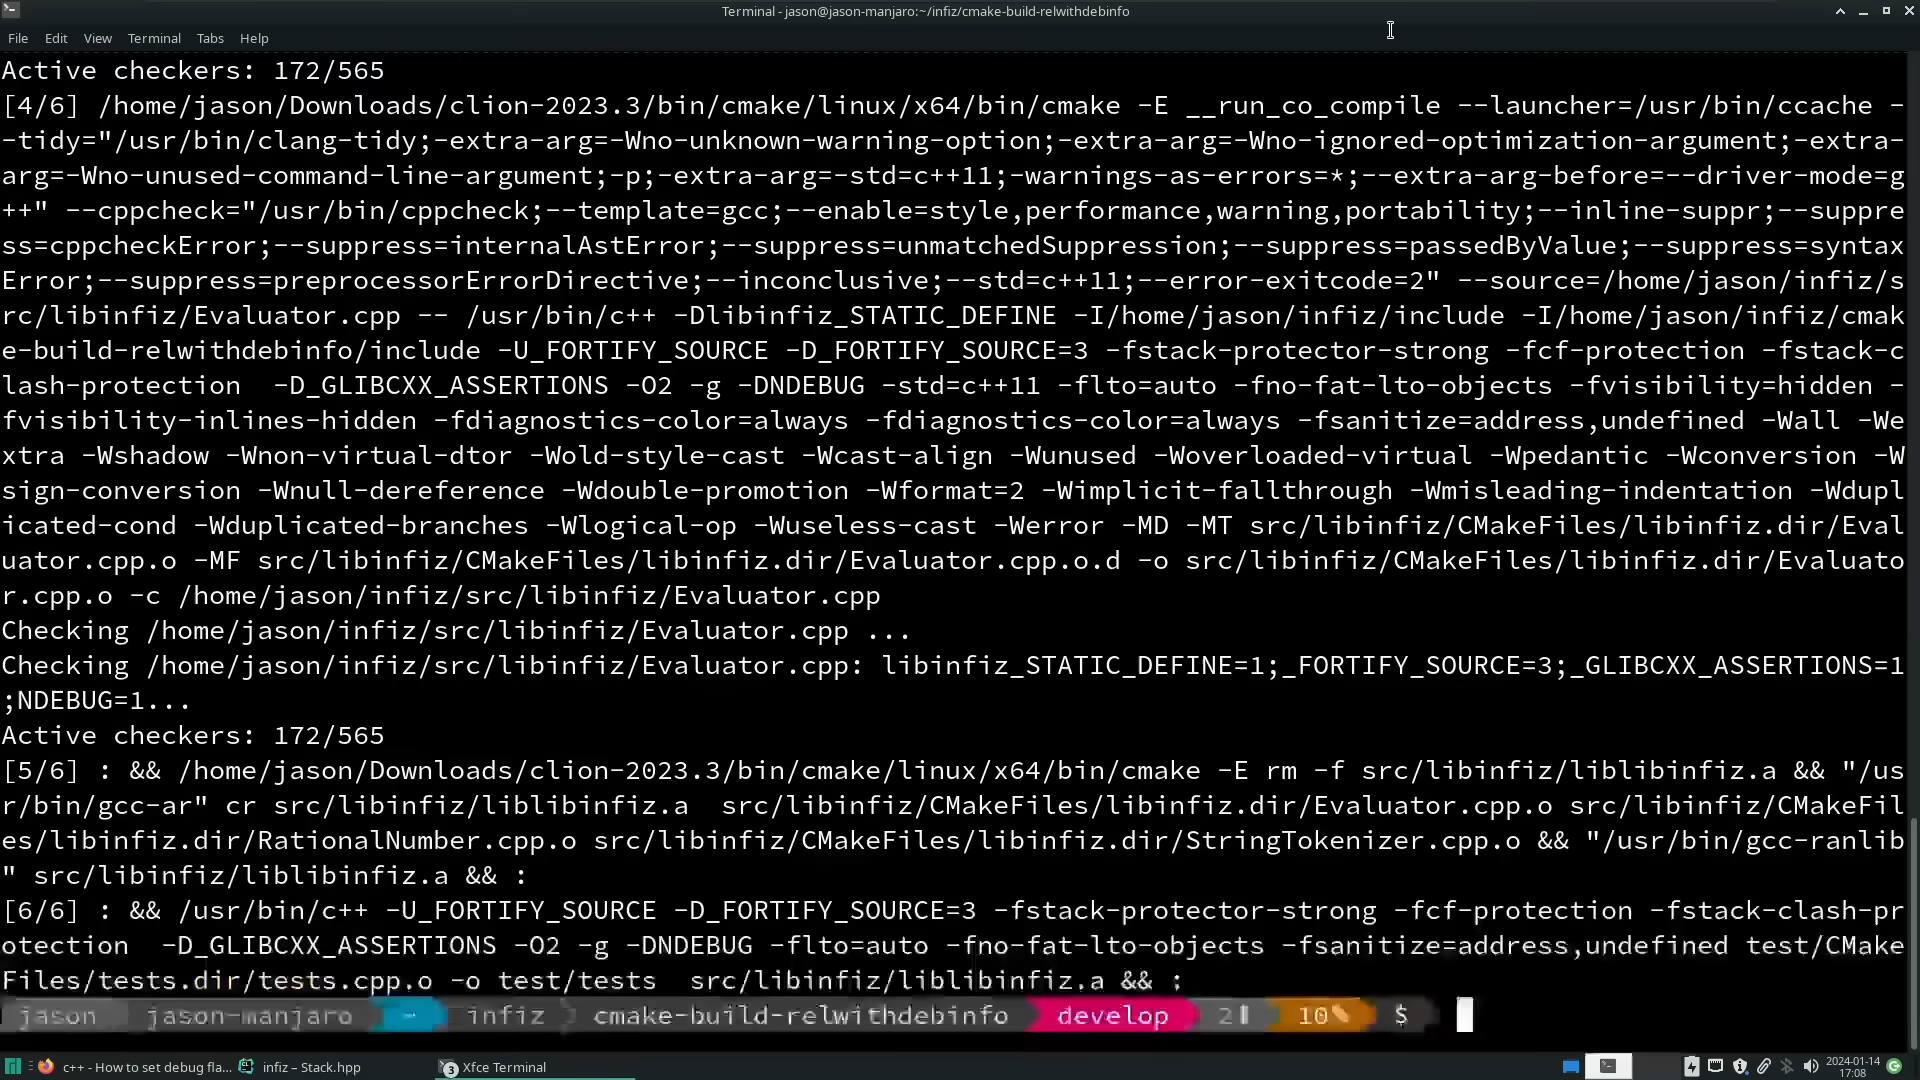 Terminal - jason@jason-manjaro:~/infiz/cmake-build-relwithdebinfo
File Edit View Terminal Tabs Help
Active checkers: 172/565
[4/6] /home/jason/Downloads/clion-2023.3/bin/cmake/linux/x64/bin/cmake -E __run_co_compile --launcher=/usr/bin/ccache -
-tidy="/usr/bin/clang-tidy;-extra-arg=-Wno-unknown-warning-option;-extra-arg=-Wno-ignored-optimization-argument;-extra-
arg=-Wno-unused-command-line-argument;-p;-extra-arg=-std=c++11;-warnings-as-errors=*;--extra-arg-before=--driver-mode=g
++" --cppcheck="/usr/bin/cppcheck;--template=gcc;--enable=style,performance,warning,portability;--inline-suppr;--suppre
ss=cppcheckError;--suppress=internalAstError;--suppress=unmatchedSuppression;--suppress=passedByValue;--suppress=syntax
Error;--suppress=preprocessorErrorDirective;--inconclusive;--std=c++11;--error-exitcode=2" --source=/home/jason/infiz/s
rc/libinfiz/Evaluator.cpp -- /usr/bin/c++ -Dlibinfiz_STATIC_DEFINE -I/home/jason/infiz/include -I/home/jason/infiz/cmak
e-build-relwithdebinfo/include -U_FORTIFY_SOURCE -D_FORTIFY_SOURCE=3 -fstack-protector-strong -fcf-protection -fstack-c
lash-protection  -D_GLIBCXX_ASSERTIONS -O2 -g -DNDEBUG -std=c++11 -flto=auto -fno-fat-lto-objects -fvisibility=hidden -
fvisibility-inlines-hidden -fdiagnostics-color=always -fdiagnostics-color=always -fsanitize=address,undefined -Wall -We
xtra -Wshadow -Wnon-virtual-dtor -Wold-style-cast -Wcast-align -Wunused -Woverloaded-virtual -Wpedantic -Wconversion -W
sign-conversion -Wnull-dereference -Wdouble-promotion -Wformat=2 -Wimplicit-fallthrough -Wmisleading-indentation -Wdupl
icated-cond -Wduplicated-branches -Wlogical-op -Wuseless-cast -Werror -MD -MT src/libinfiz/CMakeFiles/libinfiz.dir/Eval
uator.cpp.o -MF src/libinfiz/CMakeFiles/libinfiz.dir/Evaluator.cpp.o.d -o src/libinfiz/CMakeFiles/libinfiz.dir/Evaluato
r.cpp.o -c /home/jason/infiz/src/libinfiz/Evaluator.cpp
Checking /home/jason/infiz/src/libinfiz/Evaluator.cpp ...
Checking /home/jason/infiz/src/libinfiz/Evaluator.cpp: libinfiz_STATIC_DEFINE=1;_FORTIFY_SOURCE=3;_GLIBCXX_ASSERTIONS=1
;NDEBUG=1...
Active checkers: 172/565
[5/6] : && /home/jason/Downloads/clion-2023.3/bin/cmake/linux/x64/bin/cmake -E rm -f src/libinfiz/liblibinfiz.a && "/us
r/bin/gcc-ar" cr src/libinfiz/liblibinfiz.a  src/libinfiz/CMakeFiles/libinfiz.dir/Evaluator.cpp.o src/libinfiz/CMakeFil
es/libinfiz.dir/RationalNumber.cpp.o src/libinfiz/CMakeFiles/libinfiz.dir/StringTokenizer.cpp.o && "/usr/bin/gcc-ranlib
" src/libinfiz/liblibinfiz.a && :
[6/6] : && /usr/bin/c++ -U_FORTIFY_SOURCE -D_FORTIFY_SOURCE=3 -fstack-protector-strong -fcf-protection -fstack-clash-pr
otection  -D_GLIBCXX_ASSERTIONS -O2 -g -DNDEBUG -flto=auto -fno-fat-lto-objects -fsanitize=address,undefined test/CMake
Files/tests.dir/tests.cpp.o -o test/tests  src/libinfiz/liblibinfiz.a && :
jason jason-manjaro ~ infiz cmake-build-relwithdebinfo develop 2 10✎ $
c++ - How to set debug fla... infiz – Stack.hpp 3 Xfce Terminal 2024-01-14
17:08